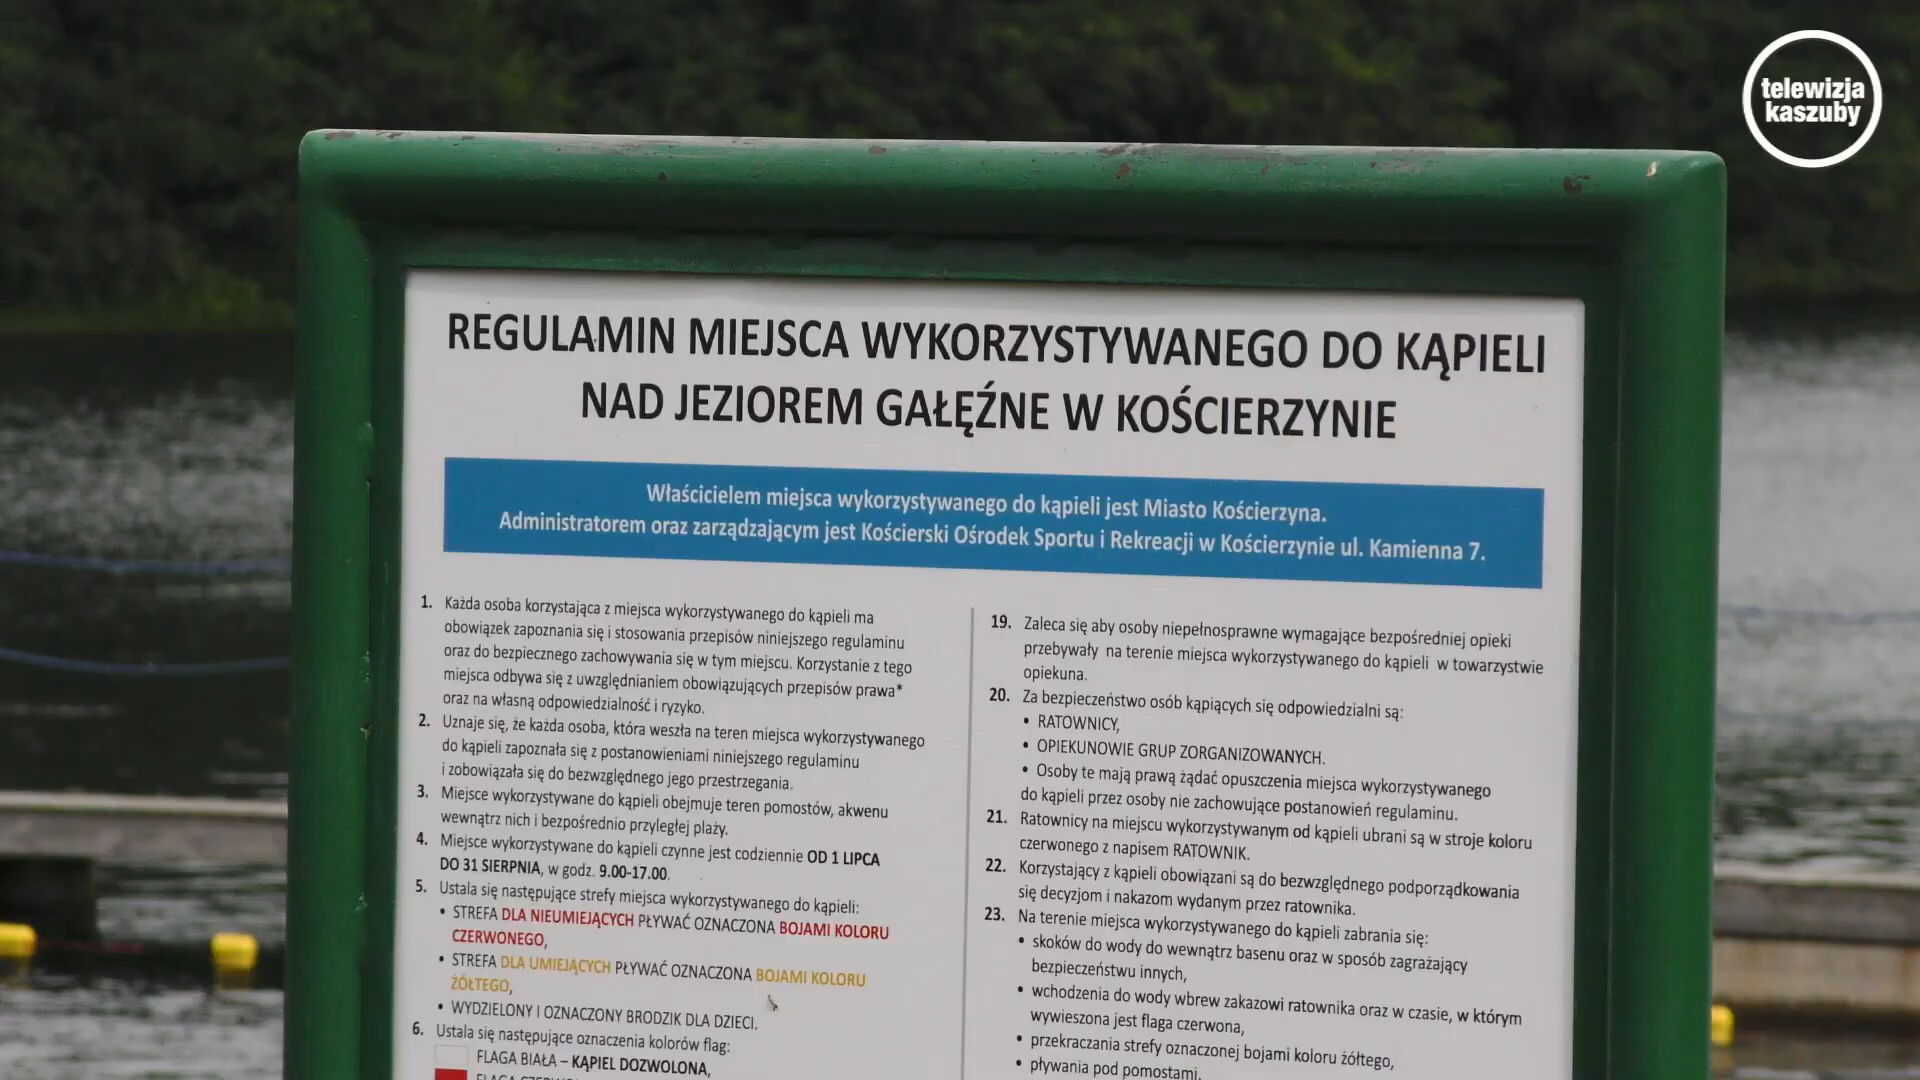 telewizja
kaszuby
REGULAMIN MIEJSCA WYKORZYSTYWANEGO DO KĄPIELI
NAD JEZIOREM GAŁĘŹNE W KOŚCIERZYNIE
Właścicielem miejsca wykorzystywanego do kąpieli jest Miasto Kościerzyna.
Administratorem oraz zarządzającym jest Kościerski Ośrodek Sportu i Rekreacji w Kościerzynie ul. Kamienna 7.
1. Każda osoba korzystająca z miejsca wykorzystywanego do kąpieli ma
obowiązek zapoznania się i stosowania przepisów niniejszego regulaminu
oraz do bezpiecznego zachowywania się w tym miejscu. Korzystanie z tego
miejsca odbywa się z uwzględnianiem obowiązujących przepisów prawa*
oraz na własną odpowiedzialność i ryzyko.
2. Uznaje się, że każda osoba, która weszła na teren miejsca wykorzystywanego
do kąpieli zapoznała się z postanowieniami niniejszego regulaminu
i zobowiązała się do bezwzględnego jego przestrzegania.
3. Miejsce wykorzystywane do kąpieli obejmuje teren pomostów, akwenu
wewnątrz nich i bezpośrednio przyległej plaży.
4. Miejsce wykorzystywane do kąpieli czynne jest codziennie OD 1 LIPCA
DO 31 SIERPNIA, w godz. 9.00-17.00.
5. Ustala się następujące strefy miejsca wykorzystywanego do kąpieli:
• STREFA DLA NIEUMIEJĄCYCH PŁYWAĆ OZNACZONA BOJAMI KOLORU
CZERWONEGO,
• STREFA DLA UMIEJĄCYCH PŁYWAĆ OZNACZONA BOJAMI KOLORU
ŻÓŁTEGO,
• WYDZIELONY I OZNACZONY BRODZIK DLA DZIECI.
6. Ustala się następujące oznaczenia kolorów flag:
FLAGA BIAŁA – KĄPIEL DOZWOLONA,
19. Zaleca się aby osoby niepełnosprawne wymagające bezpośredniej opieki
przebywały na terenie miejsca wykorzystywanego do kąpieli w towarzystwie
opiekuna.
20. Za bezpieczeństwo osób kąpiących się odpowiedzialni są:
• RATOWNICY,
• OPIEKUNOWIE GRUP ZORGANIZOWANYCH.
• Osoby te mają prawą żądać opuszczenia miejsca wykorzystywanego
do kąpieli przez osoby nie zachowujące postanowień regulaminu.
21. Ratownicy na miejscu wykorzystywanym od kąpieli ubrani są w stroje koloru
czerwonego z napisem RATOWNIK.
22. Korzystający z kąpieli obowiązani są do bezwzględnego podporządkowania
się decyzjom i nakazom wydanym przez ratownika.
23. Na terenie miejsca wykorzystywanego do kąpieli zabrania się:
• skoków do wody do wewnątrz basenu oraz w sposób zagrażający
bezpieczeństwu innych,
• wchodzenia do wody wbrew zakazowi ratownika oraz w czasie, w którym
wywieszona jest flaga czerwona,
• przekraczania strefy oznaczonej bojami koloru żółtego,
• pływania pod pomostami,